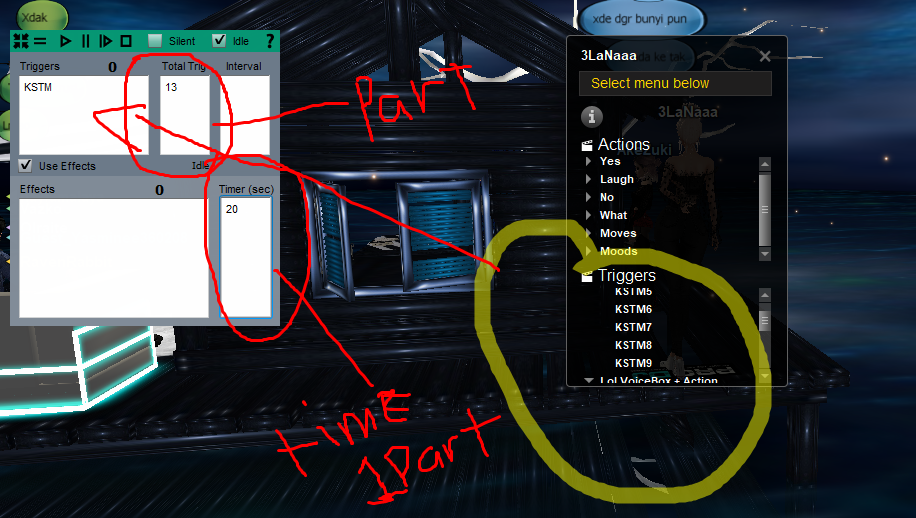 Xdak
xde dgr bunyi pun
Silent
Idle
?
Triggers
0
Total Trig
Interval
KSTM
13
Use Effects
Idle
Effects
0
Timer (sec)
20
Part
time
1Part
3LaNaaa
Select menu below
3LaNaaa
Actions
Yes
Laugh
No
What
Moves
Moods
Triggers
KSTM5
KSTM6
KSTM7
KSTM8
KSTM9
Lol VoiceBox + Action